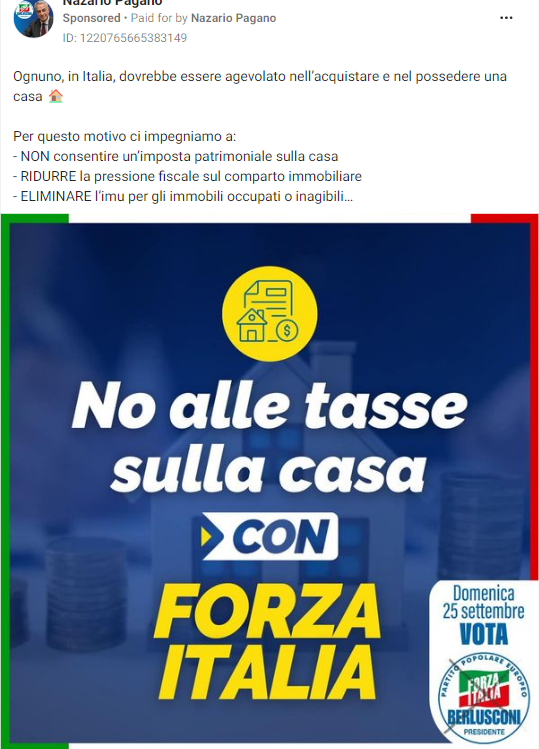 Nazario Pagano
Sponsored • Paid for by Nazario Pagano
ID: 1220765665383149
Ognuno, in Italia, dovrebbe essere agevolato nell'acquistare e nel possedere una
casa 🏠
Per questo motivo ci impegniamo a:
- NON consentire un'imposta patrimoniale sulla casa
- RIDURRE la pressione fiscale sul comparto immobiliare
- ELIMINARE l'imu per gli immobili occupati o inagibili...
$
No alle tasse
sulla casa
CON
FORZA
ITALIA
Domenica
25 settembre
VOTA
PARTITO POPOLARE EUROPEO
FORZA
ITALIA
BERLUSCONI
PRESIDENTE